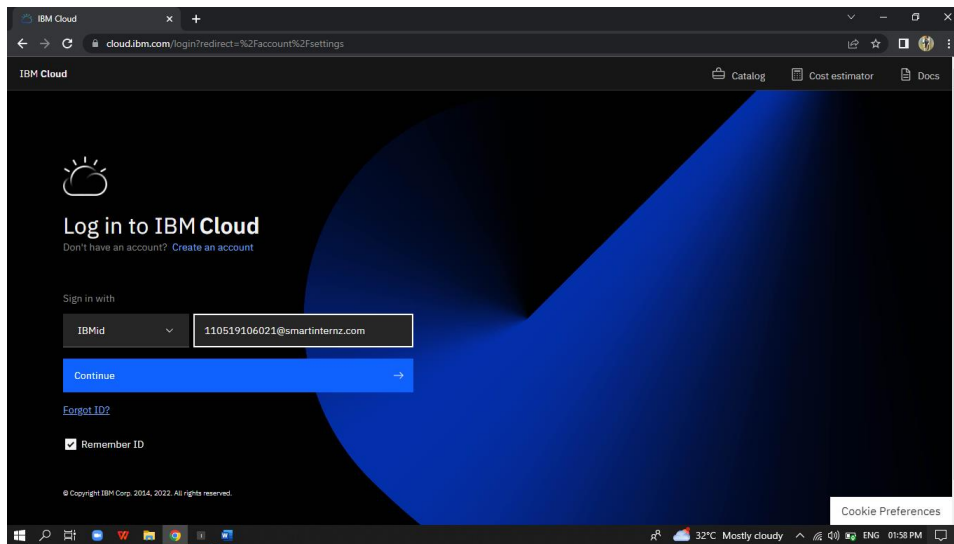 IBM Cloud
cloud.ibm.com/login?redirect=%2Faccount%2Fsettings
IBM Cloud
Catalog
Cost estimator
Docs
Log in to IBM Cloud
Don't have an account? Create an account
Sign in with
IBMid
110519106021@smartinternz.com
Continue
Forgot ID?
Remember ID
© Copyright IBM Corp. 2014, 2022. All rights reserved.
Cookie Preferences
32°C Mostly cloudy
ENG
01:58 PM